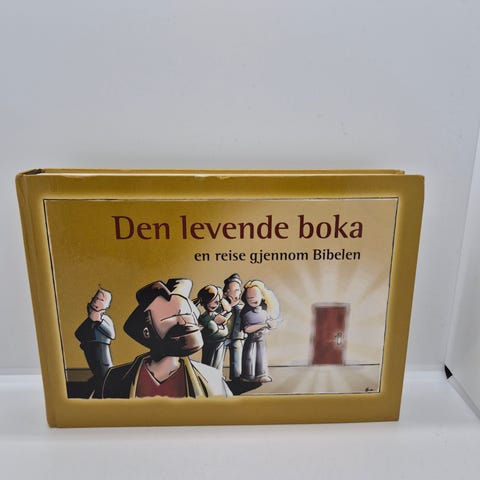 Den levende boka
en reise gjennom Bibelen